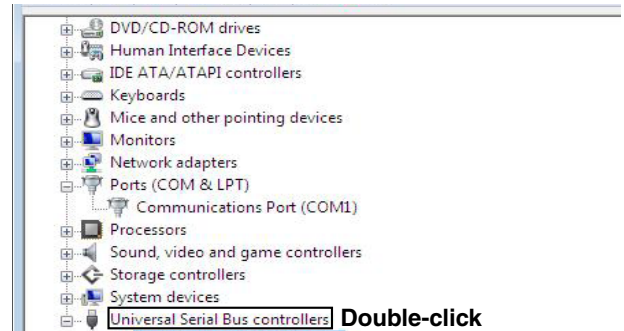 DVD/CD-ROM drives
Human Interface Devices
IDE ATA/ATAPI controllers
Keyboards
Mice and other pointing devices
Monitors
Network adapters
Ports (COM & LPT)
Communications Port (COM1)
Processors
Sound, video and game controllers
Storage controllers
System devices
Universal Serial Bus controllers Double-click